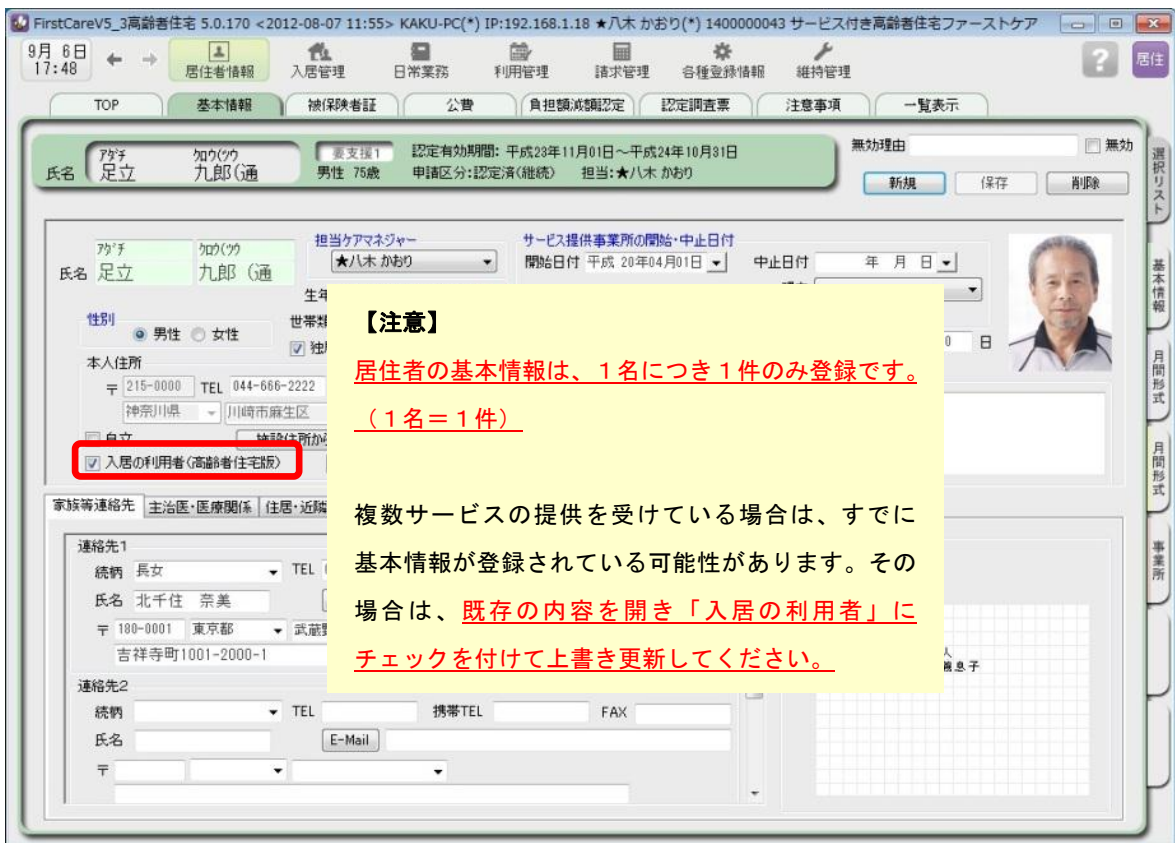 FirstCareV5_3高齢者住宅 5.0.170 <2012-08-07 11:55> KAKU-PC(*) IP:192.168.1.18 ★八木 かおり(*) 1400000043 サービス付き高齢者住宅ファーストケア
9月 6日
17:48
居住者情報 入居管理 日常業務 利用管理 請求管理 各種登録情報 維持管理
? 居住
TOP 基本情報 被保険者証 公費 負担額減額認定 認定調査票 注意事項 一覧表示
アダチ クロウ(ツウ 要支援1 認定有効期間: 平成23年11月01日～平成24年10月31日
氏名 足立 九郎(通 男性 75歳 申請区分:認定済(継続) 担当:★八木 かおり
無効理由 無効
新規 保存 削除
選択リスト
基本情報
月間形式
月間形式
事業所
アダチ クロウ(ツウ
氏名 足立 九郎(通
担当ケアマネジャー
★八木 かおり
サービス提供事業所の開始・中止日付
開始日付 平成 20年04月01日 中止日付 年 月 日
性別
男性 女性
日
本人住所
〒 215-0000 TEL 044-666-2222
神奈川県 川崎市麻生区
自立
入居の利用者(高齢者住宅版)
【注意】
居住者の基本情報は、１名につき１件のみ登録です。
（１名＝１件）
複数サービスの提供を受けている場合は、すでに
基本情報が登録されている可能性があります。その
場合は、既存の内容を開き「入居の利用者」に
チェックを付けて上書き更新してください。
家族等連絡先 主治医・医療関係 住居・近隣
連絡先1
続柄 長女 TEL
氏名 北千住 奈美
〒 180-0001 東京都
吉祥寺町1001-2000-1
連絡先2
続柄 TEL 携帯TEL FAX
氏名 E-Mail
〒